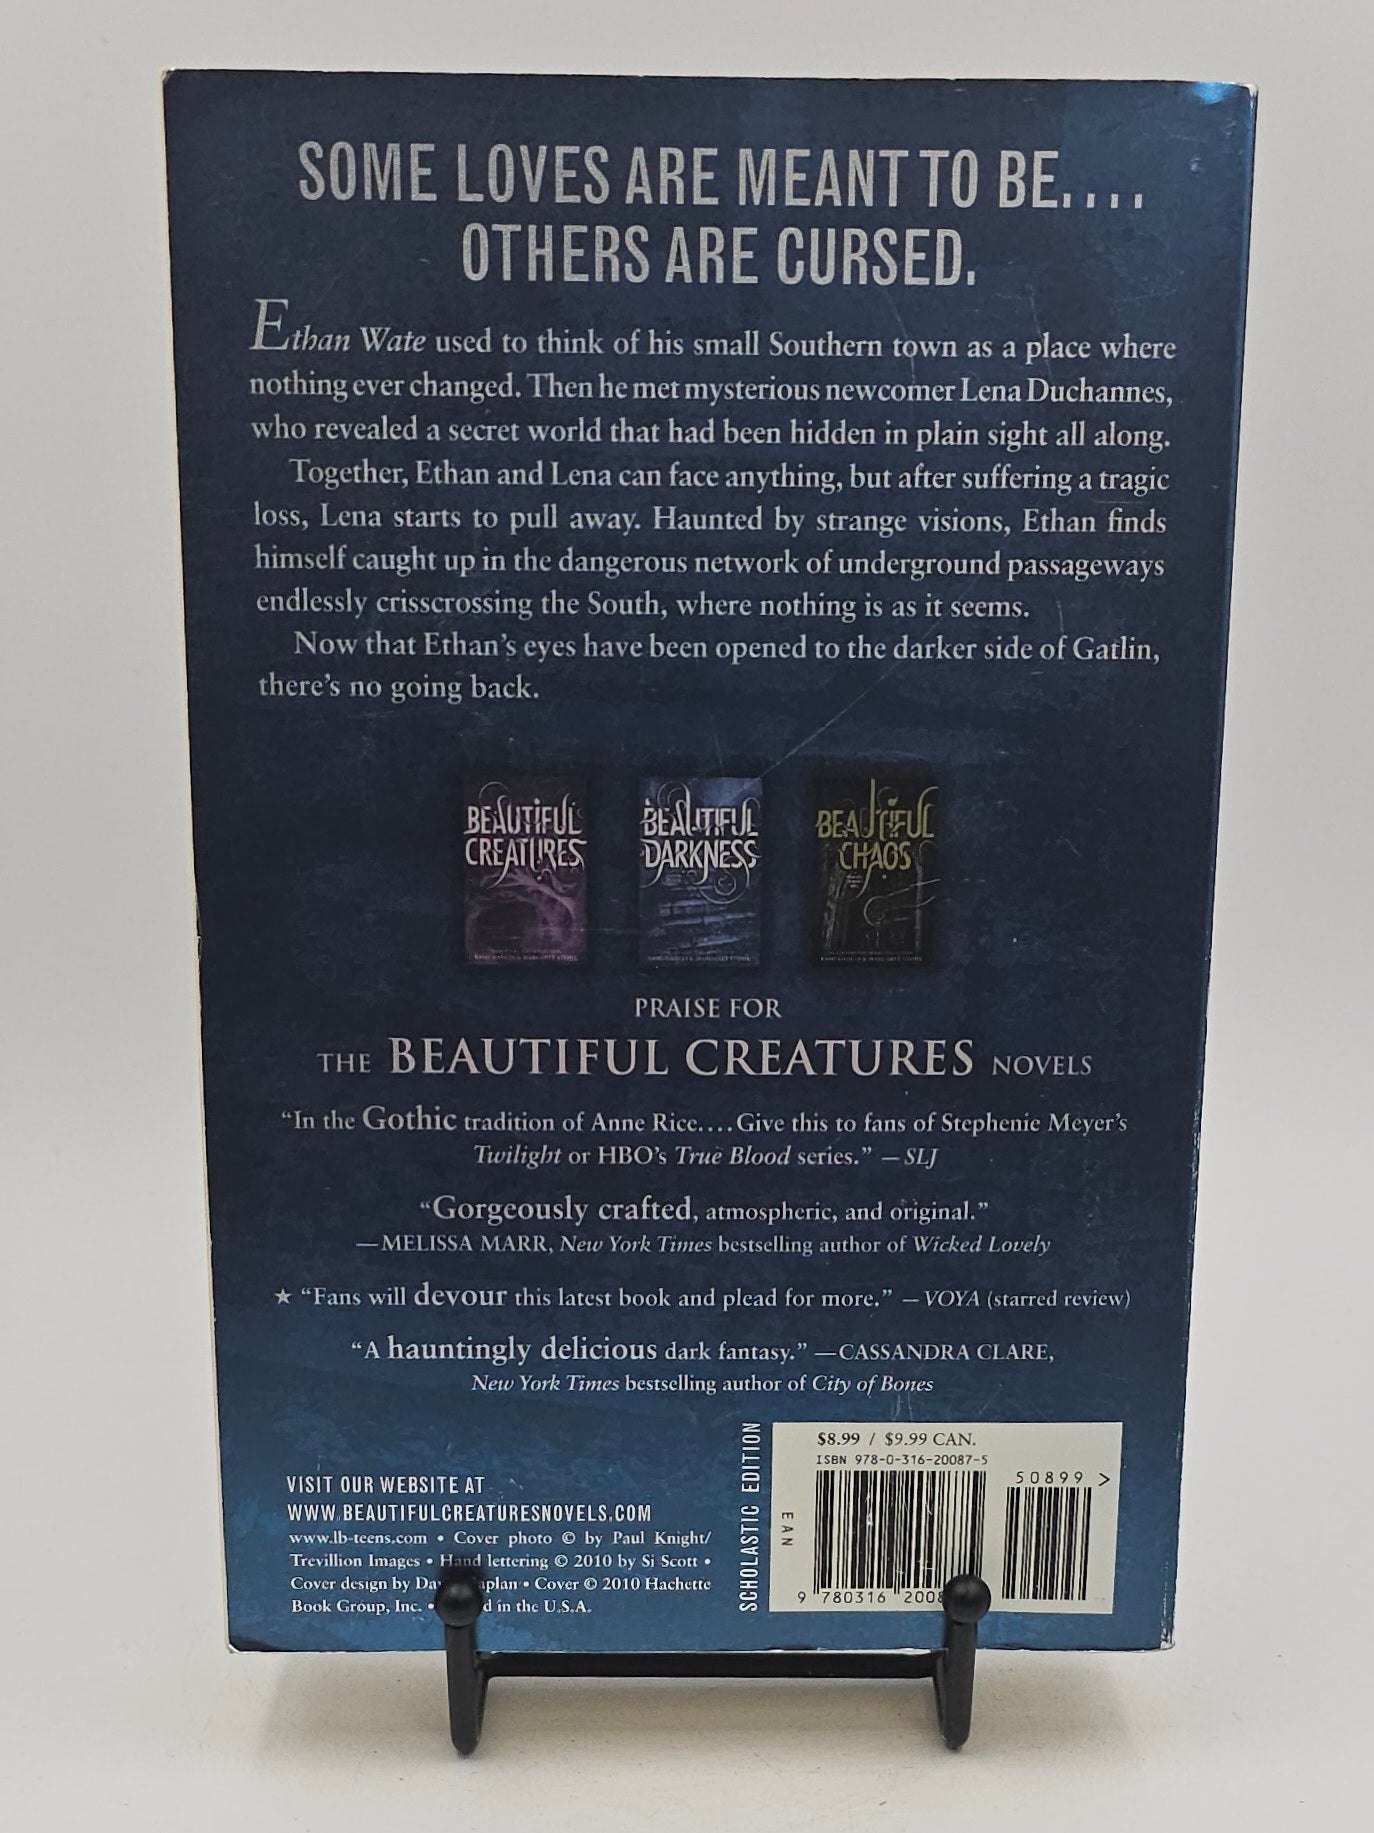 SOME LOVES ARE MEANT TO BE....
OTHERS ARE CURSED.
Ethan Wate used to think of his small Southern town as a place where
nothing ever changed. Then he met mysterious newcomer Lena Duchannes,
who revealed a secret world that had been hidden in plain sight all along.
Together, Ethan and Lena can face anything, but after suffering a tragic
loss, Lena starts to pull away. Haunted by strange visions, Ethan finds
himself caught up in the dangerous network of underground passageways
endlessly crisscrossing the South, where nothing is as it seems.
Now that Ethan's eyes have been opened to the darker side of Gatlin,
there's no going back.
BEAUTIFUL
CREATURES
BEAUTIFUL
DARKNESS
BEAUTIFUL
CHAOS
PRAISE FOR
THE BEAUTIFUL CREATURES NOVELS
"In the Gothic tradition of Anne Rice....Give this to fans of Stephenie Meyer's
Twilight or HBO's True Blood series." —SLJ
"Gorgeously crafted, atmospheric, and original."
—MELISSA MARR, New York Times bestselling author of Wicked Lovely
★ "Fans will devour this latest book and plead for more." —VOYA (starred review)
"A hauntingly delicious dark fantasy." —CASSANDRA CLARE,
New York Times bestselling author of City of Bones
VISIT OUR WEBSITE AT
WWW.BEAUTIFULCREATURESNOVELS.COM
www.lb-teens.com • Cover photo © by Paul Knight/
Trevillion Images • Hand lettering © 2010 by Si Scott •
Cover design by • Cover © 2010 Hachette
Book Group, Inc. • in the U.S.A.
SCHOLASTIC EDITION
$8.99 / $9.99 CAN.
ISBN 978-0-316-20087-5
50899 >
EAN
9 780316